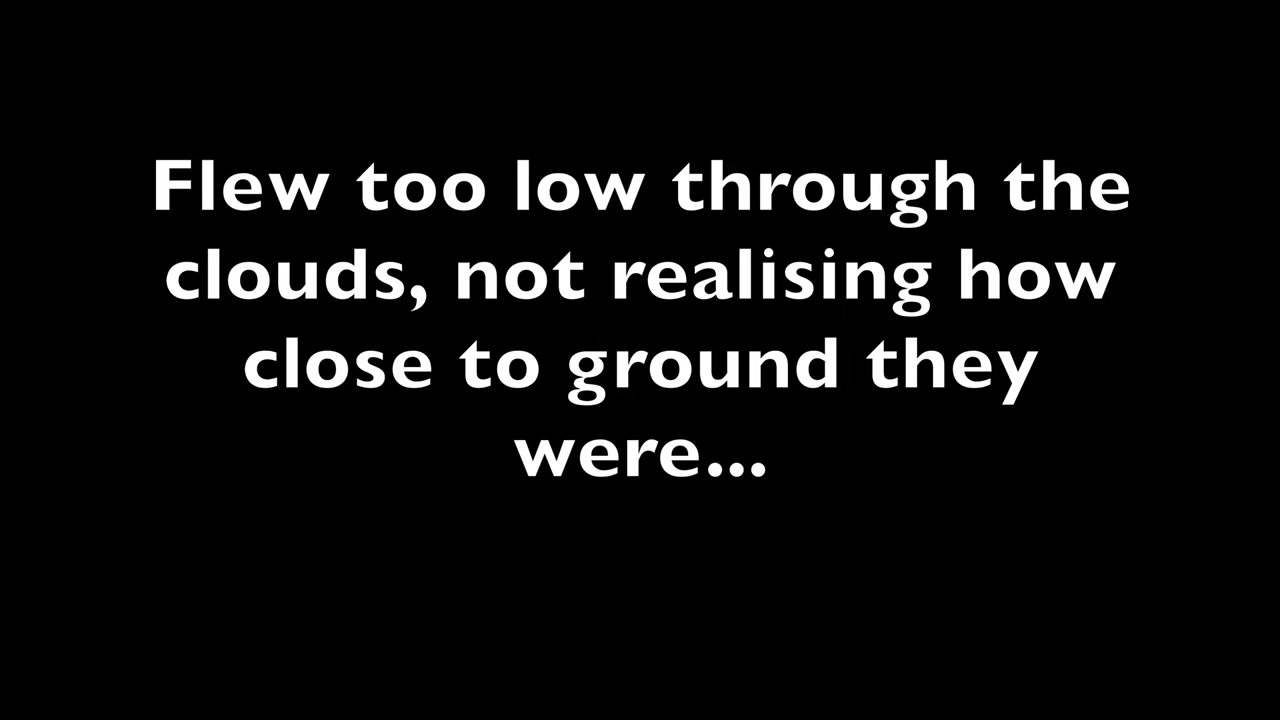 Flew too low through the
clouds, not realising how
close to ground they
were...